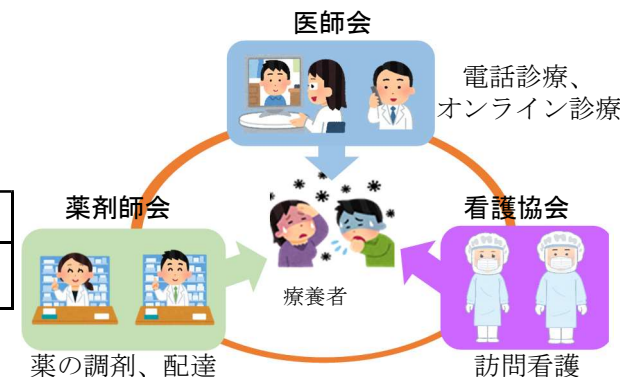 医師会
電話診療、
オンライン診療
薬剤師会
看護協会
療養者
薬の調剤、配達
訪問看護